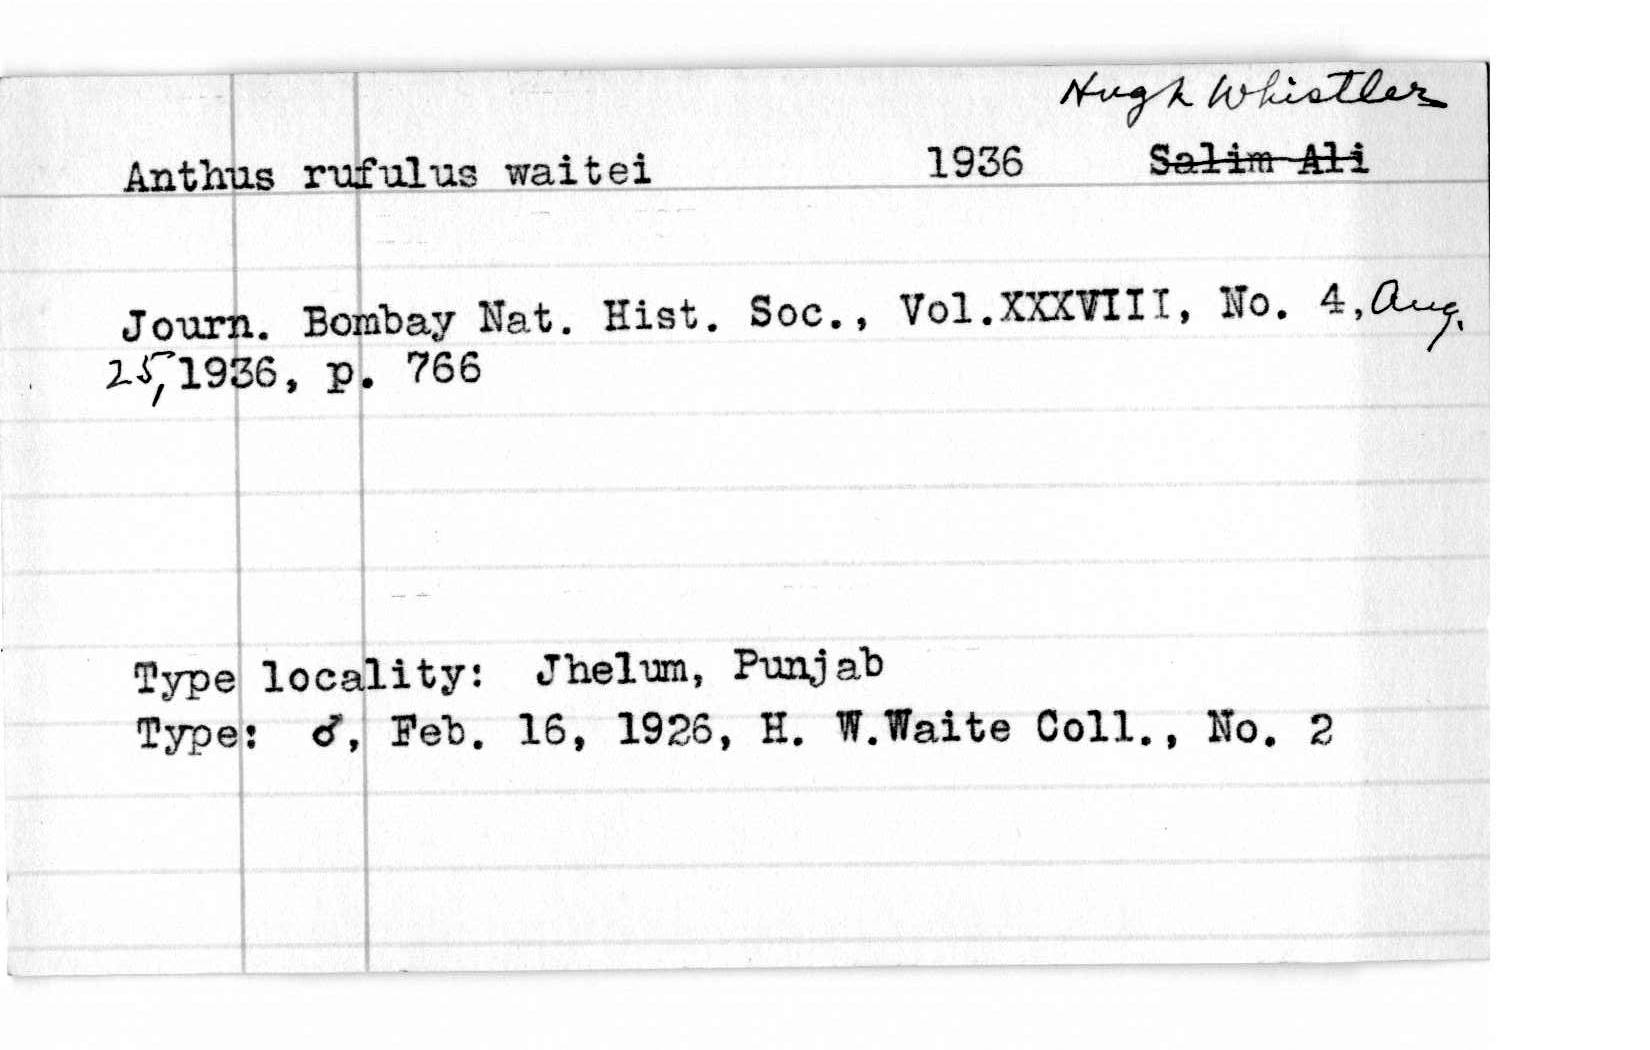 Hugh Whistler
Anthus rufulus waitei 1936 Salim Ali
Journ. Bombay Nat. Hist. Soc., Vol.XXXVIII, No. 4, Aug.
25, 1936, p. 766
Type locality: Jhelum, Punjab
Type: ♂, Feb. 16, 1926, H. W.Waite Coll., No. 2